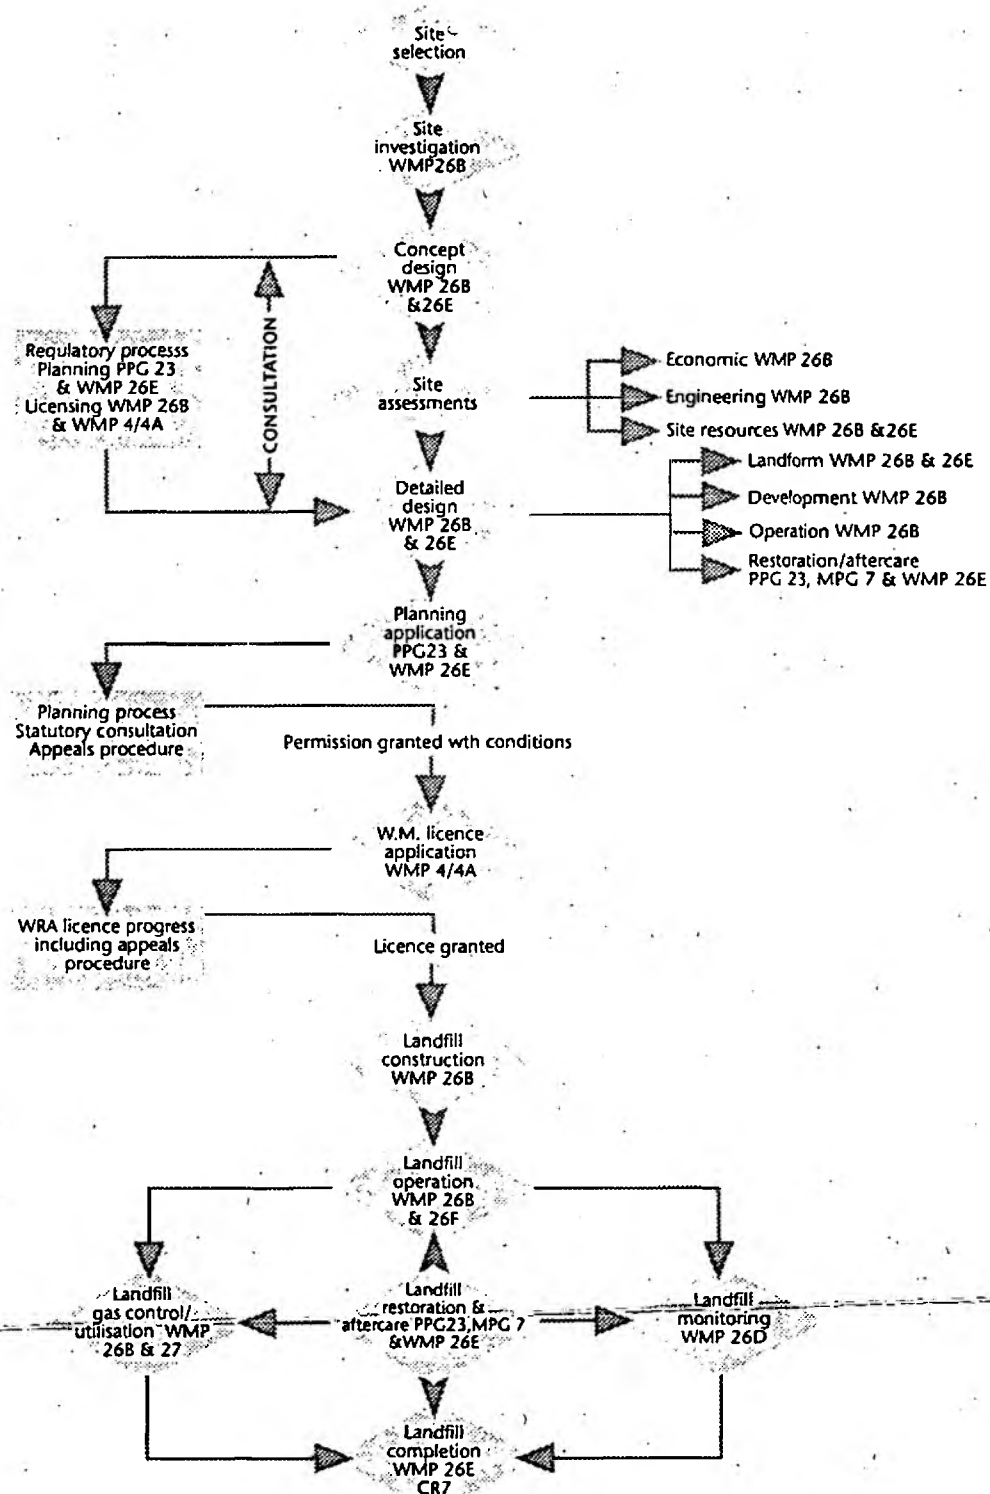 Site
selection
Site
investigation
WMP26B
Concept
design
WMP 26B
&26E
Regulatory processs
Planning PPG 23
& WMP 26E
Licensing WMP 26B
& WMP 4/4A
CONSULTATION
Site
assessments
Economic WMP 26B
Engineering WMP 26B
Site resources WMP 26B &26E
Detailed
design
WMP 26B
& 26E
Landform WMP 26B & 26E
Development WMP 26B
Operation WMP 26B
Restoration/aftercare
PPG 23, MPG 7 & WMP 26E
Planning
application
PPG23 &
WMP 26E
Planning process
Statutory consultation
Appeals procedure
Permission granted wth conditions
W.M. licence
application
WMP 4/4A
WRA licence progress
including appeals
procedure
Licence granted
Landfill
construction
WMP 26B
Landfill
operation
WMP 26B
& 26F
Landfill
gas control/
utilisation WMP
26B & 27
Landfill
restoration &
aftercare PPG23,MPG 7
&WMP 26E
Landfill
monitoring
WMP 26D
Landfill
completion
WMP 26E
CR7